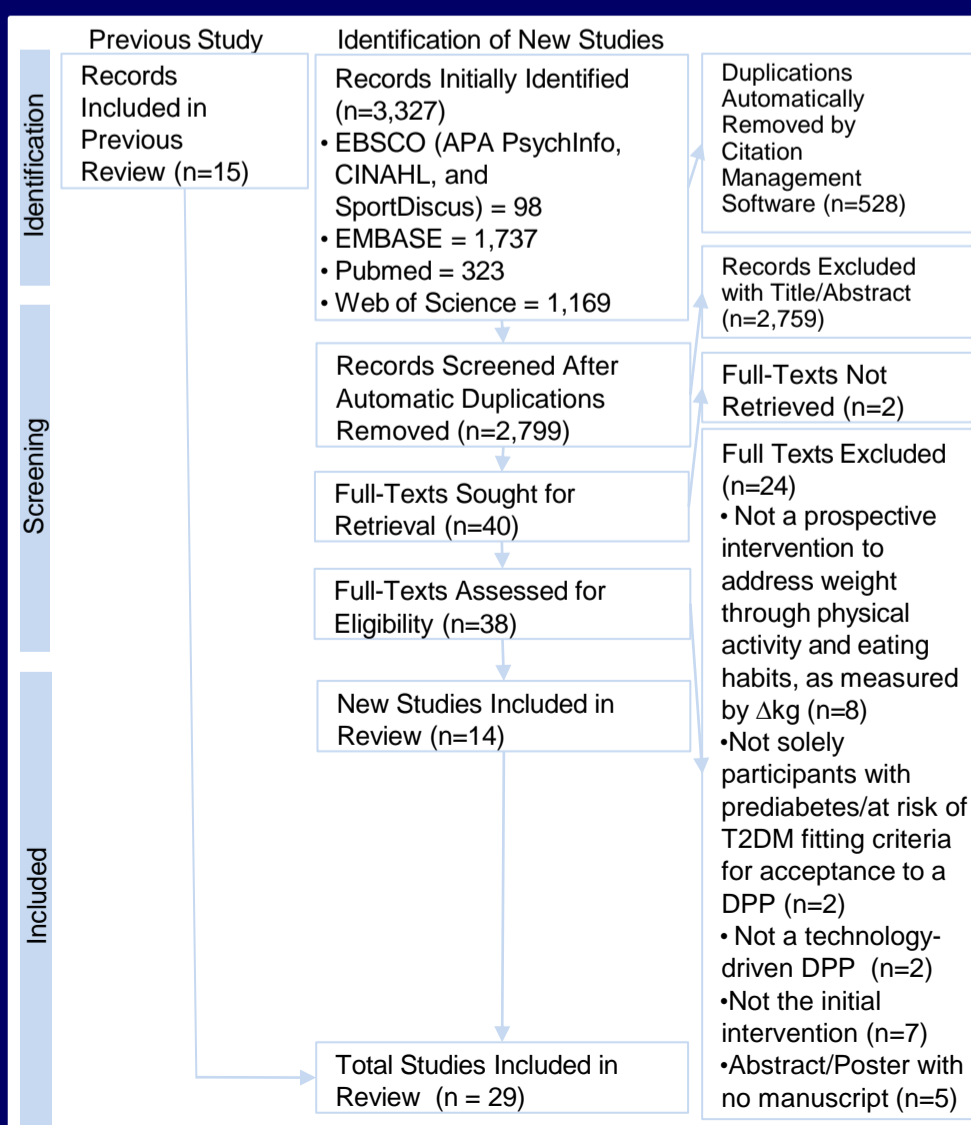 Previous Study
Identification of New Studies
Identification
Records
Included in
Previous
Review (n=15)
Records Initially Identified
(n=3,327)
• EBSCO (APA PsychInfo,
CINAHL, and
SportDiscus) = 98
• EMBASE = 1,737
• Pubmed = 323
• Web of Science = 1,169
Duplications
Automatically
Removed by
Citation
Management
Software (n=528)
Screening
Records Screened After
Automatic Duplications
Removed (n=2,799)
Records Excluded
with Title/Abstract
(n=2,759)
Full-Texts Sought for
Retrieval (n=40)
Full-Texts Not
Retrieved (n=2)
Full-Texts Assessed for
Eligibility (n=38)
Full Texts Excluded
(n=24)
• Not a prospective
intervention to
address weight
through physical
activity and eating
habits, as measured
by ∆kg (n=8)
•Not solely
participants with
prediabetes/at risk of
T2DM fitting criteria
for acceptance to a
DPP (n=2)
• Not a technology-
driven DPP (n=2)
•Not the initial
intervention (n=7)
•Abstract/Poster with
no manuscript (n=5)
Included
New Studies Included in
Review (n=14)
Total Studies Included in
Review (n = 29)